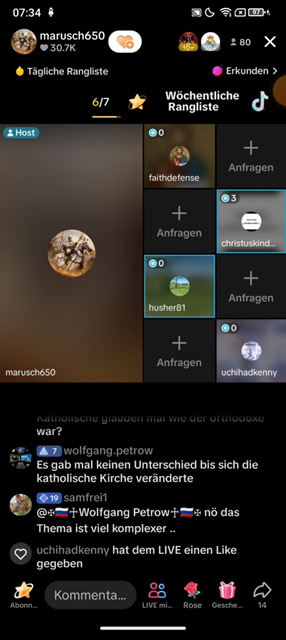 07:34
97
marusch650
30.7K
10+
80
Tägliche Rangliste
Erkunden >
6/7
Wöchentliche
Rangliste
Host
0
faithdefense
+
Anfragen
+
Anfragen
3
christuskind...
0
husher81
+
Anfragen
+
Anfragen
0
uchihadkenny
marusch650
Katholische glauben mal wie der orthodoxe
war?
7 wolfgang.petrow
Es gab mal keinen Unterschied bis sich die
katholische Kirche veränderte
19 samfrei1
@✢🇷🇺☦Wolfgang Petrow☦🇷🇺✢ nö das
Thema ist viel komplexer ..
uchihadkenny hat dem LIVE einen Like
gegeben
Abonn...
Kommenta...
LIVE mi...
Rose
Gesche...
14